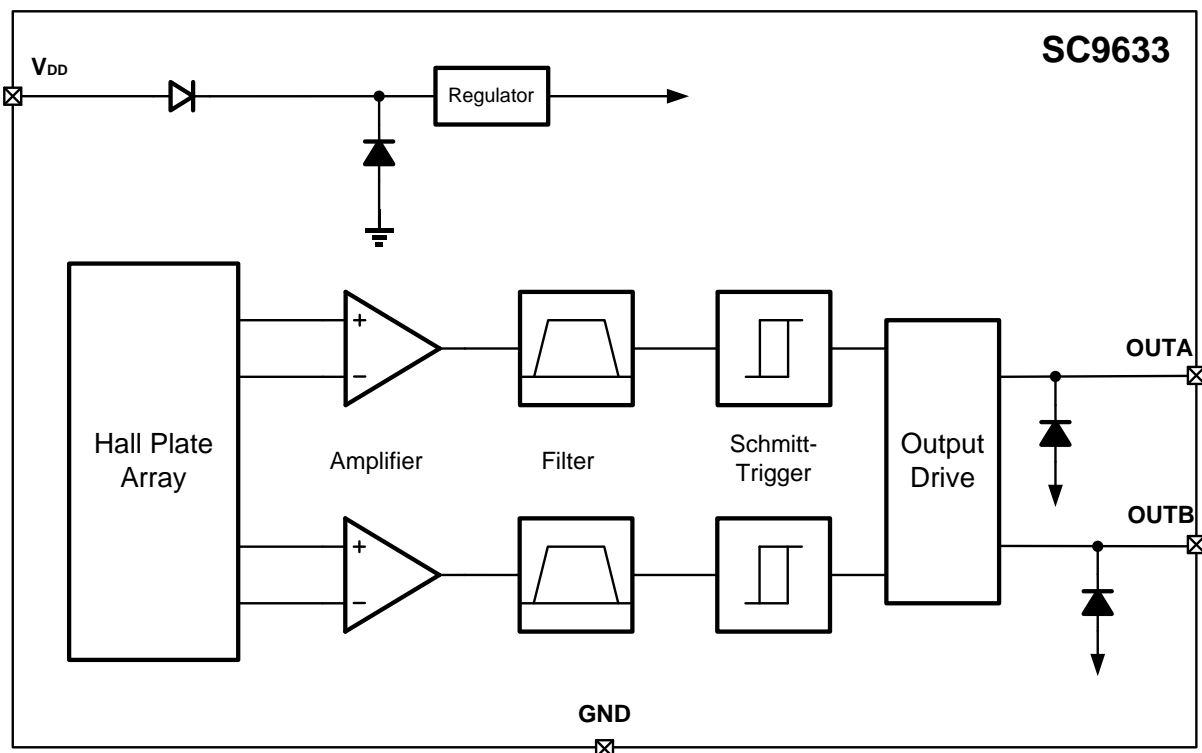 SC9633
VDD
Regulator
+
−
OUTA
Hall Plate
Array
Amplifier
Filter
Schmitt-
Trigger
Output
Drive
OUTB
+
−
GND